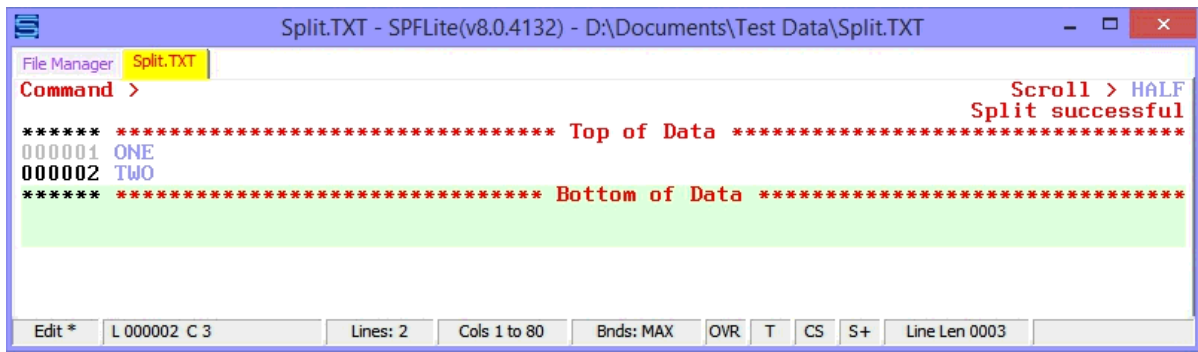 Split.TXT - SPFLite(v8.0.4132) - D:\Documents\Test Data\Split.TXT
File Manager Split.TXT
Command > Scroll > HALF
Split successful
****** ********************************** Top of Data ***********************************
000001 ONE
000002 TWO
****** ********************************* Bottom of Data *********************************
Edit * L 000002 C 3 Lines: 2 Cols 1 to 80 Bnds: MAX OVR T CS S+ Line Len 0003